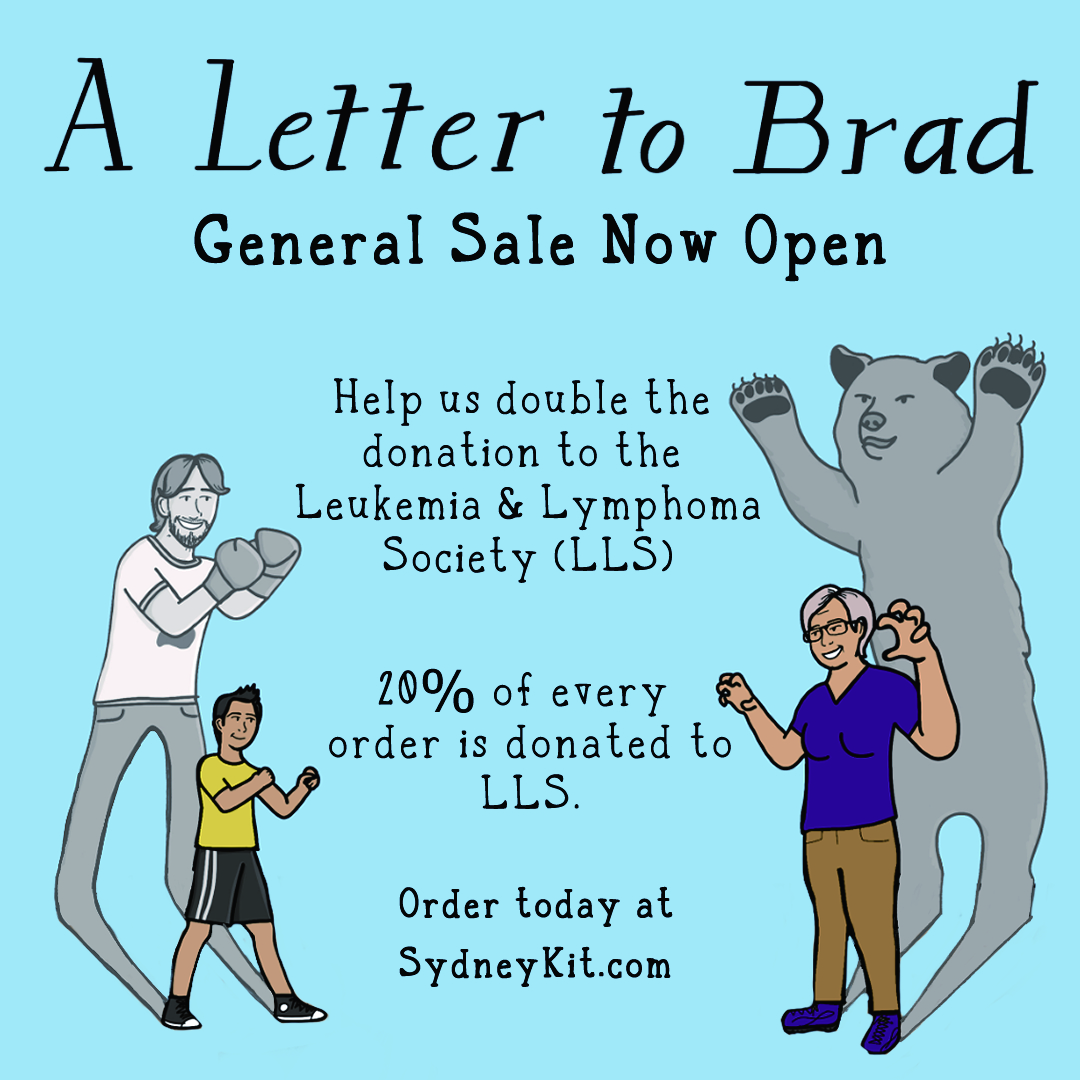 A Letter to Brad
General Sale Now Open
Help us double the
donation to the
Leukemia & Lymphoma
Society (LLS)
20% of every
order is donated to
LLS.
Order today at
SydneyKit.com